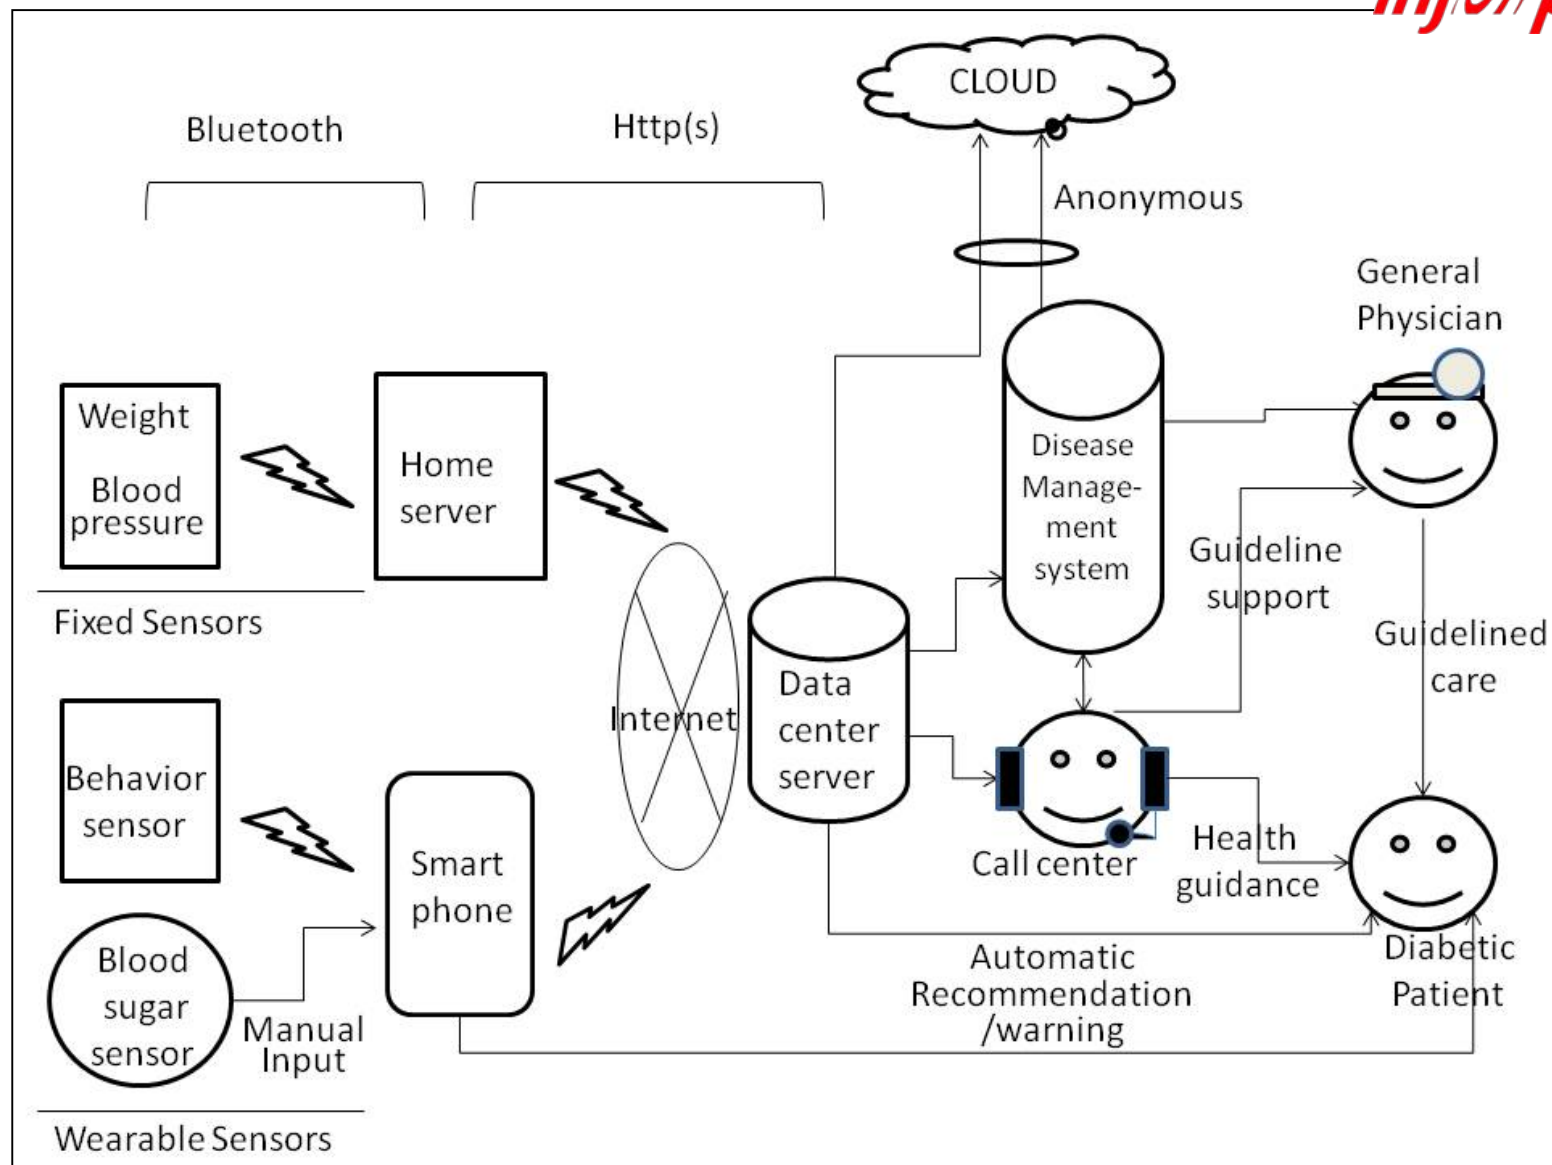 CLOUD
Bluetooth
Http(s)
Anonymous
General
Physician
Weight
Blood
pressure
Home
server
Disease
Manage-
ment
system
Guideline
support
Fixed Sensors
Guidelined
care
Internet
Data
center
server
Behavior
sensor
Smart
phone
Call center
Health
guidance
Blood
sugar
sensor
Manual
Input
Automatic
Recommendation
/warning
Diabetic
Patient
Wearable Sensors